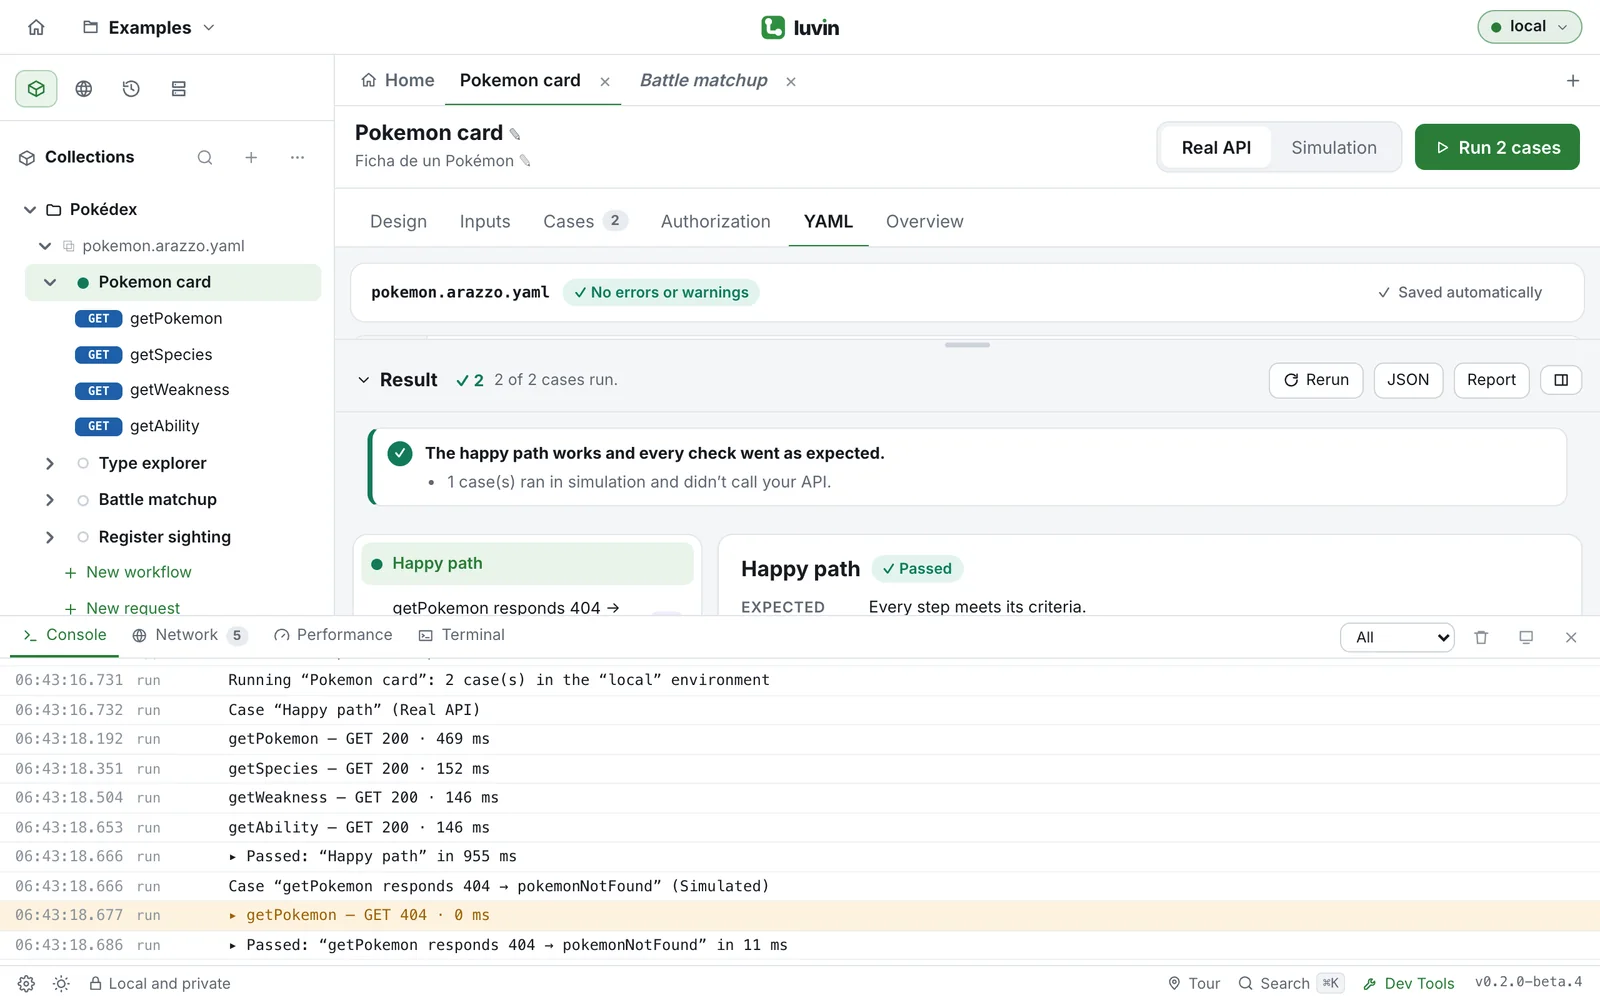 Examples
luvin
local
Home
Pokemon card
Battle matchup
Collections
Pokédex
pokemon.arazzo.yaml
Pokemon card
GET getPokemon
GET getSpecies
GET getWeakness
GET getAbility
Type explorer
Battle matchup
Register sighting
+ New workflow
+ New request
Pokemon card
Ficha de un Pokémon
Real API
Simulation
Run 2 cases
Design
Inputs
Cases 2
Authorization
YAML
Overview
pokemon.arazzo.yaml
✓ No errors or warnings
✓ Saved automatically
Result ✓ 2 2 of 2 cases run.
Rerun
JSON
Report
The happy path works and every check went as expected.
• 1 case(s) ran in simulation and didn’t call your API.
Happy path
getPokemon responds 404 →
Happy path ✓ Passed
EXPECTED Every step meets its criteria.
Console
Network 5
Performance
Terminal
All
06:43:16.731 run Running “Pokemon card”: 2 case(s) in the “local” environment
06:43:16.732 run Case “Happy path” (Real API)
06:43:18.192 run getPokemon — GET 200 · 469 ms
06:43:18.351 run getSpecies — GET 200 · 152 ms
06:43:18.504 run getWeakness — GET 200 · 146 ms
06:43:18.653 run getAbility — GET 200 · 146 ms
06:43:18.666 run ▸ Passed: “Happy path” in 955 ms
06:43:18.666 run Case “getPokemon responds 404 → pokemonNotFound” (Simulated)
06:43:18.677 run ▸ getPokemon — GET 404 · 0 ms
06:43:18.686 run ▸ Passed: “getPokemon responds 404 → pokemonNotFound” in 11 ms
Local and private
Tour
Search ⌘K
Dev Tools
v0.2.0-beta.4